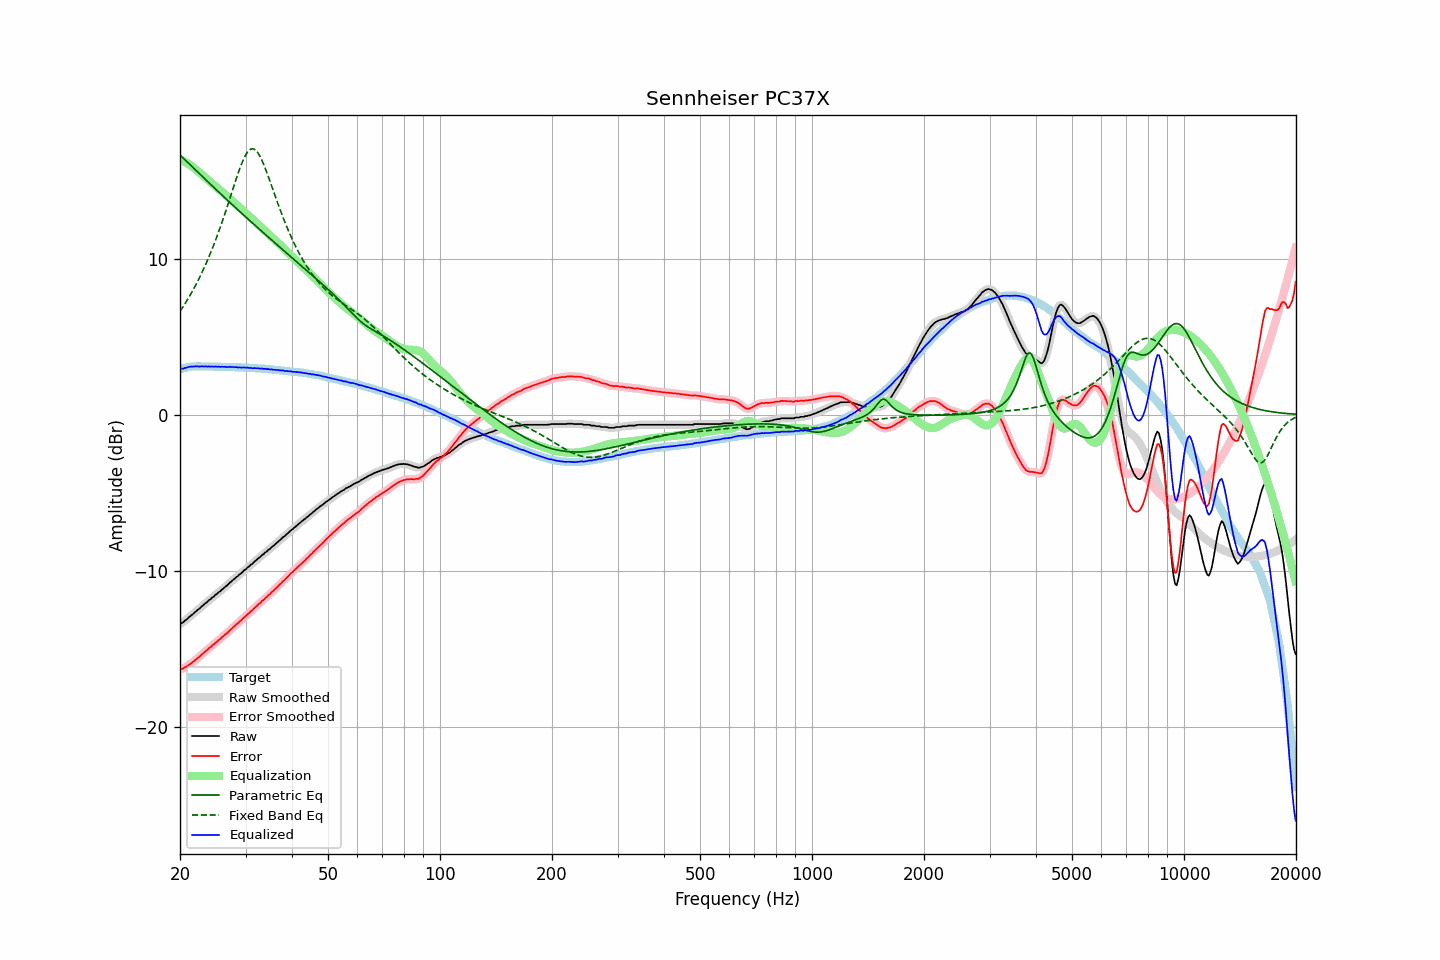 Sennheiser PC37X
Amplitude (dBr)
10
0
−10
−20
Target
Raw Smoothed
Error Smoothed
Raw
Error
Equalization
Parametric Eq
Fixed Band Eq
Equalized
20 50 100 200 500 1000 2000 5000 10000 20000
Frequency (Hz)